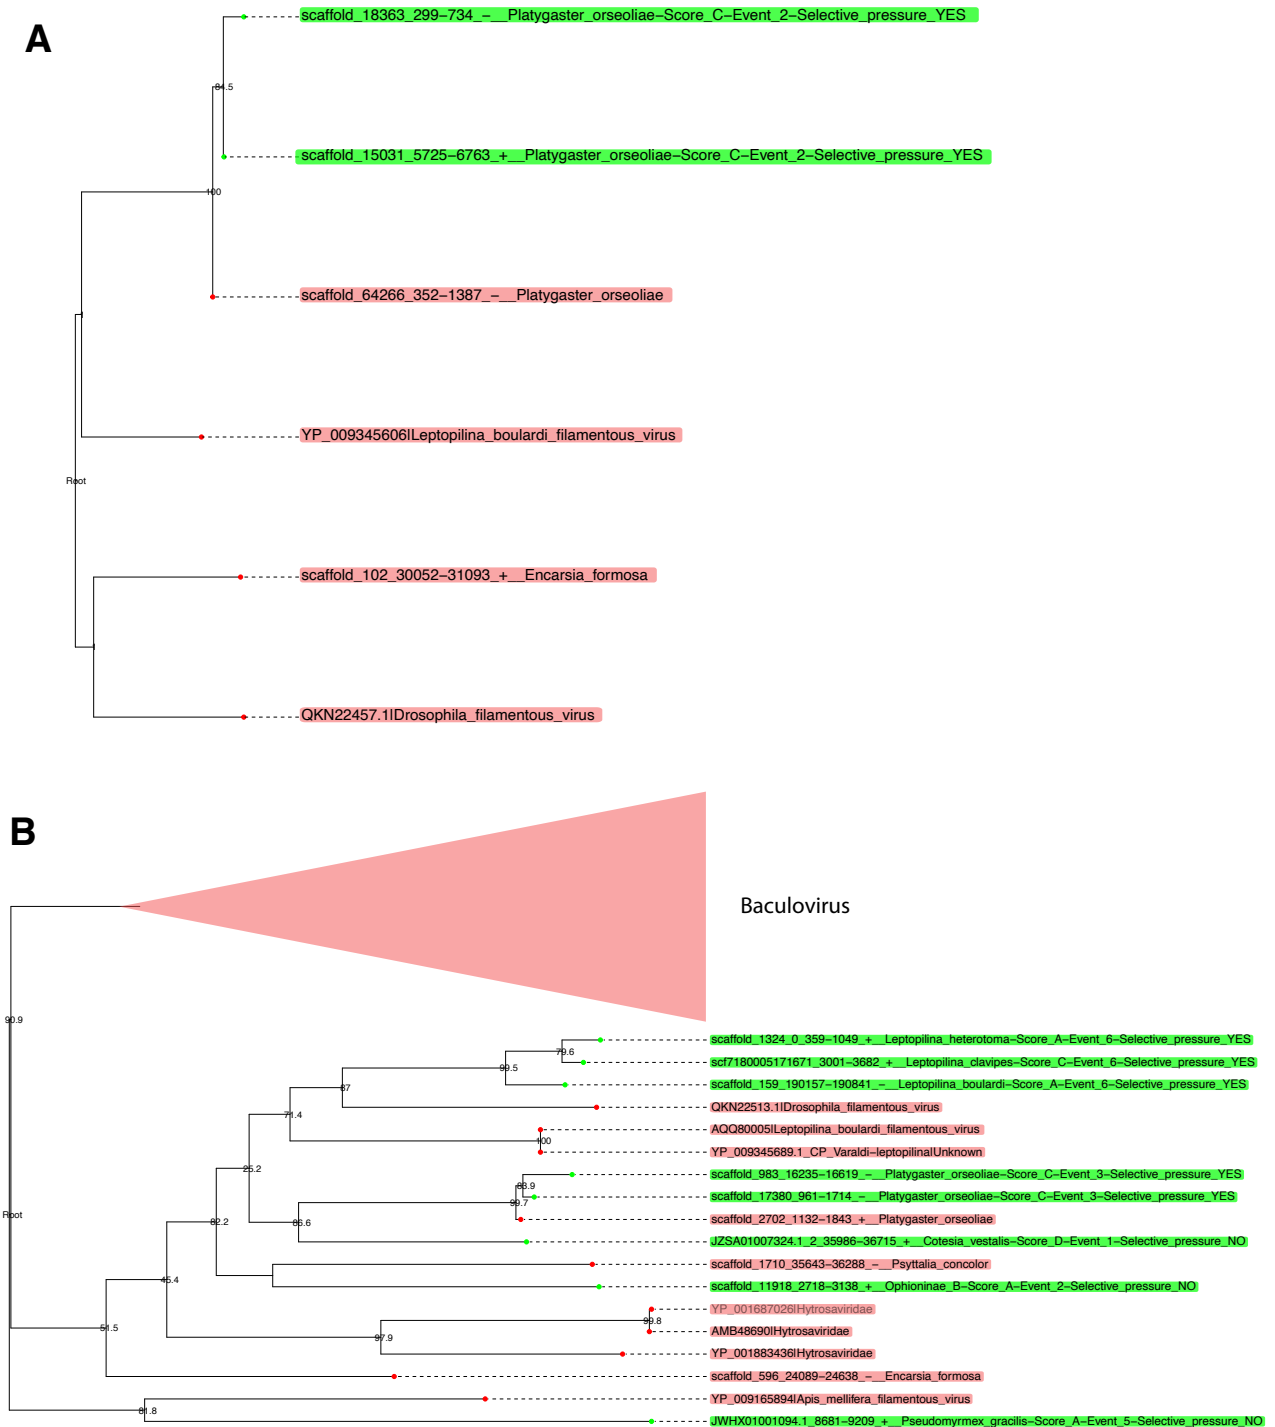 A
scaffold_18363_299−734_−__Platygaster_orseoliae−Score_C−Event_2−Selective_pressure_YES
84.5
scaffold_15031_5725−6763_+__Platygaster_orseoliae−Score_C−Event_2−Selective_pressure_YES
100
scaffold_64266_352−1387_−__Platygaster_orseoliae
YP_009345606|Leptopilina_boulardi_filamentous_virus
Root
scaffold_102_30052−31093_+__Encarsia_formosa
QKN22457.1|Drosophila_filamentous_virus
B
Baculovirus
90.9
scaffold_1324_0_359−1049_+__Leptopilina_heterotoma−Score_A−Event_6−Selective_pressure_YES
79.6
scf7180005171671_3001−3682_+__Leptopilina_clavipes−Score_C−Event_6−Selective_pressure_YES
99.5
scaffold_159_190157−190841_−__Leptopilina_boulardi−Score_A−Event_6−Selective_pressure_YES
87
QKN22513.1|Drosophila_filamentous_virus
71.4
AQQ80005|Leptopilina_boulardi_filamentous_virus
100
YP_009345689.1_CP_Varaldi−leptopilina|Unknown
25.2
scaffold_983_16235−16619_−__Platygaster_orseoliae−Score_C−Event_3−Selective_pressure_YES
83.9
scaffold_17380_961−1714_−__Platygaster_orseoliae−Score_C−Event_3−Selective_pressure_YES
99.7
Root
scaffold_2702_1132−1843_+__Platygaster_orseoliae
82.2
86.6
JZSA01007324.1_2_35986−36715_+__Cotesia_vestalis−Score_D−Event_1−Selective_pressure_NO
scaffold_1710_35643−36288_−__Psyttalia_concolor
45.4
scaffold_11918_2718−3138_+__Ophioninae_B−Score_A−Event_2−Selective_pressure_NO
YP_001687026|Hytrosaviridae
99.8
51.5
AMB48690|Hytrosaviridae
97.9
YP_001883436|Hytrosaviridae
scaffold_596_24089−24638_−__Encarsia_formosa
YP_009165894|Apis_mellifera_filamentous_virus
81.8
JWHX01001094.1_8681−9209_+__Pseudomyrmex_gracilis−Score_A−Event_5−Selective_pressure_NO